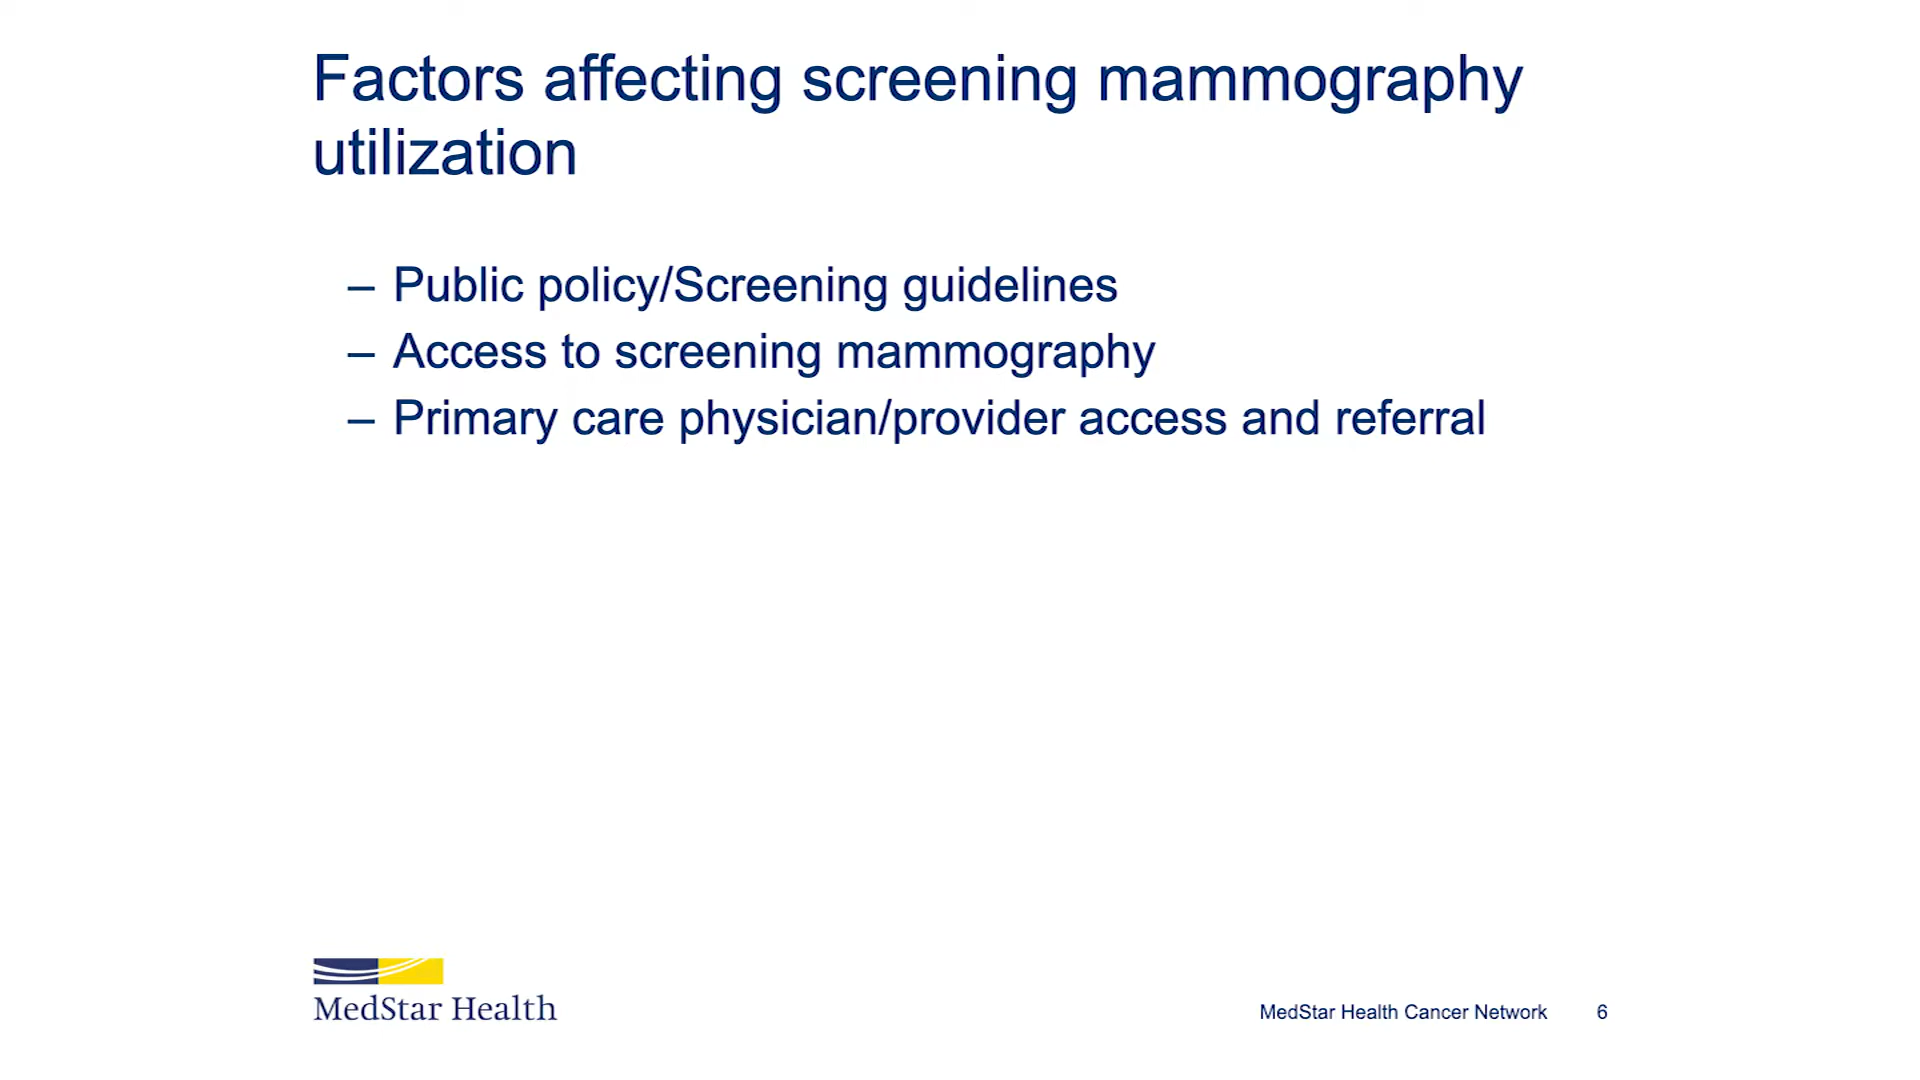 Factors affecting screening mammography
utilization
– Public policy/Screening guidelines
– Access to screening mammography
– Primary care physician/provider access and referral
MedStar Health
MedStar Health Cancer Network 6